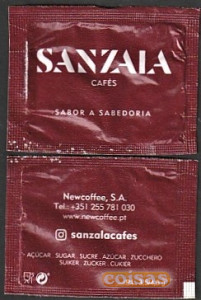 SANZALA
CAFÉS
SABOR A SABEDORIA
Newcoffee, S.A.
Tel.: +351 255 781 030
www.newcoffee.pt
sanzalacafes
AÇÚCAR . SUGAR . SUCRE . AZÚCAR . ZUCCHERO
SUIKER . ZUCKER . CUKIER
coisas